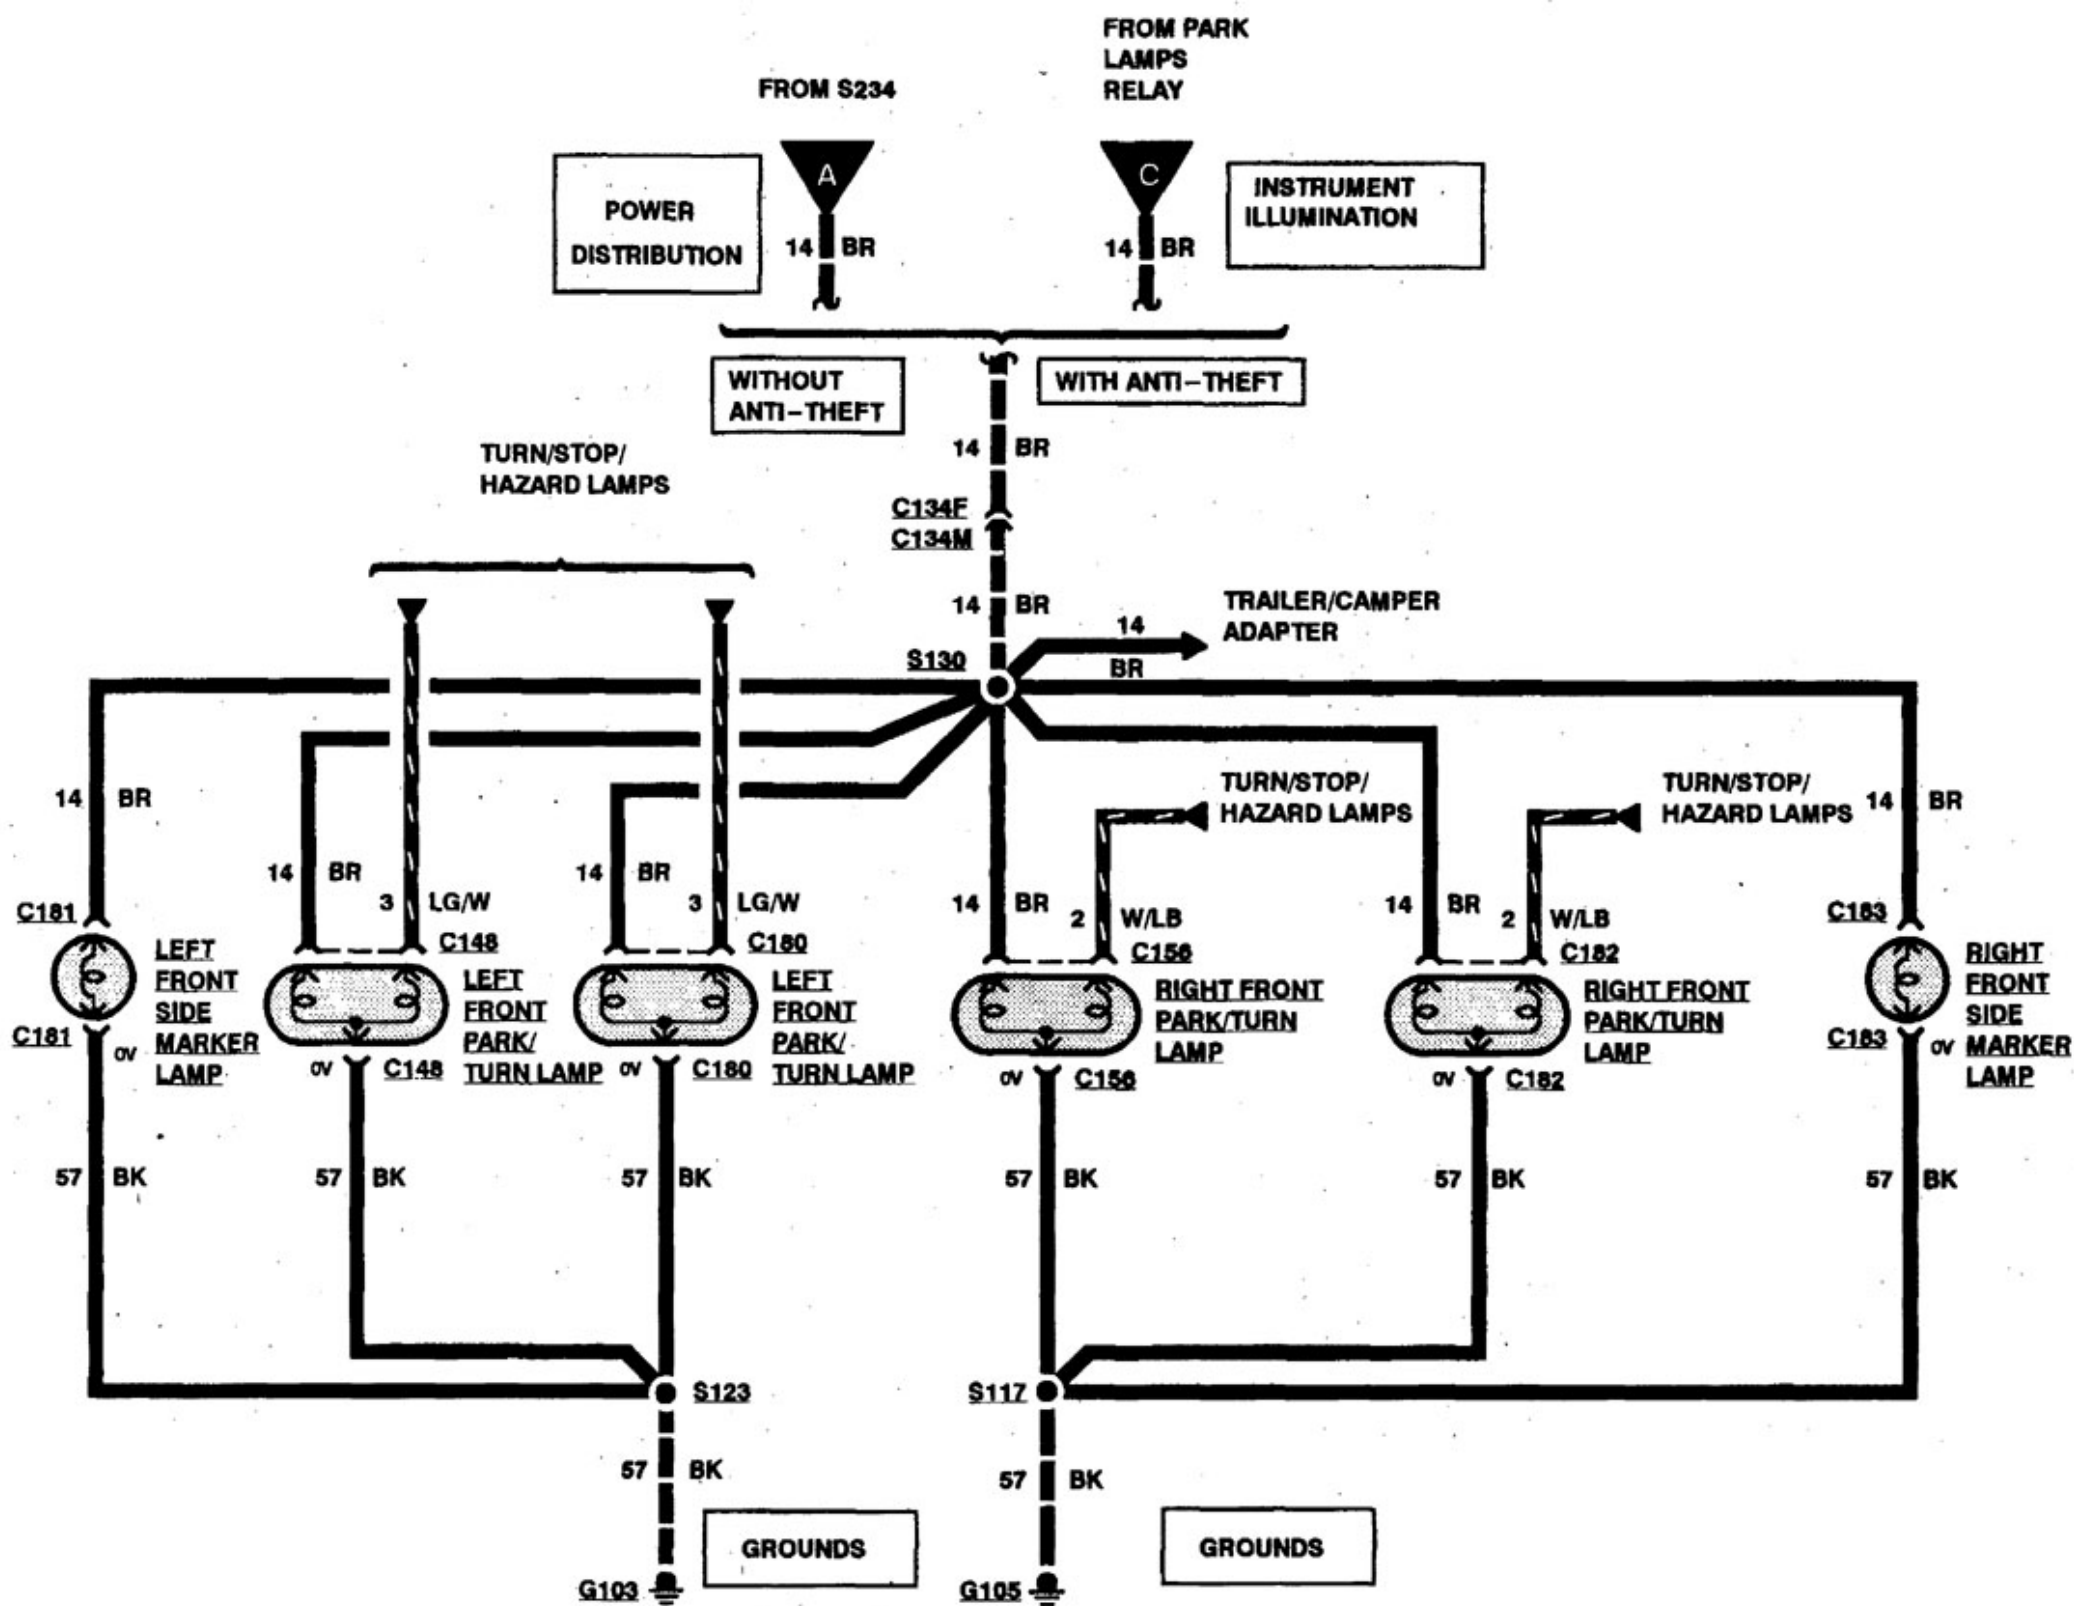 FROM PARK
LAMPS
RELAY
FROM S234
A
C
POWER
DISTRIBUTION
INSTRUMENT
ILLUMINATION
14 BR
14 BR
WITHOUT
ANTI-THEFT
WITH ANTI-THEFT
14 BR
TURN/STOP/
HAZARD LAMPS
C134F
C134M
14 BR
TRAILER/CAMPER
ADAPTER
14
BR
S130
TURN/STOP/
HAZARD LAMPS
TURN/STOP/
HAZARD LAMPS
14 BR
14 BR
14 BR
3 LG/W
14 BR
3 LG/W
14 BR
2 W/LB
14 BR
2 W/LB
C181
C148
C180
C156
C182
C183
LEFT
FRONT
SIDE
MARKER
LAMP
LEFT
FRONT
PARK/
TURN LAMP
LEFT
FRONT
PARK/
TURN LAMP
RIGHT FRONT
PARK/TURN
LAMP
RIGHT FRONT
PARK/TURN
LAMP
RIGHT
FRONT
SIDE
MARKER
LAMP
C181 0V
0V C148
0V C180
0V C156
0V C182
C183 0V
57 BK
57 BK
57 BK
57 BK
57 BK
57 BK
S123
S117
57 BK
57 BK
GROUNDS
GROUNDS
G103
G105